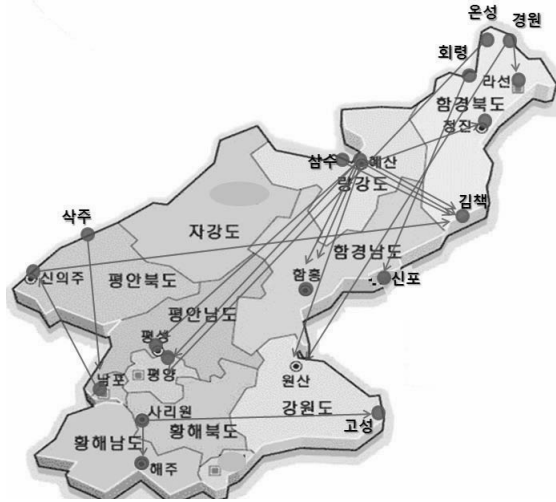 온성
경원
회령
라선
함경북도
청진
삼수
혜산
량강도
김책
자강도
삭주
함경남도
신의주
평안북도
함흥
신포
평안남도
평성
평양
남포
원산
강원도
사리원
고성
황해남도
황해북도
해주